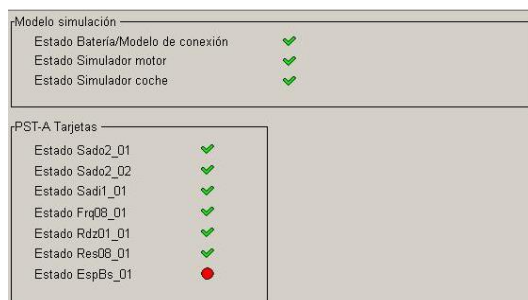 Modelo simulación
Estado Batería/Modelo de conexión
Estado Simulador motor
Estado Simulador coche
PST-A Tarjetas
Estado Sado2_01
Estado Sado2_02
Estado Sadi1_01
Estado Frq08_01
Estado Rdz01_01
Estado Res08_01
Estado EspBs_01